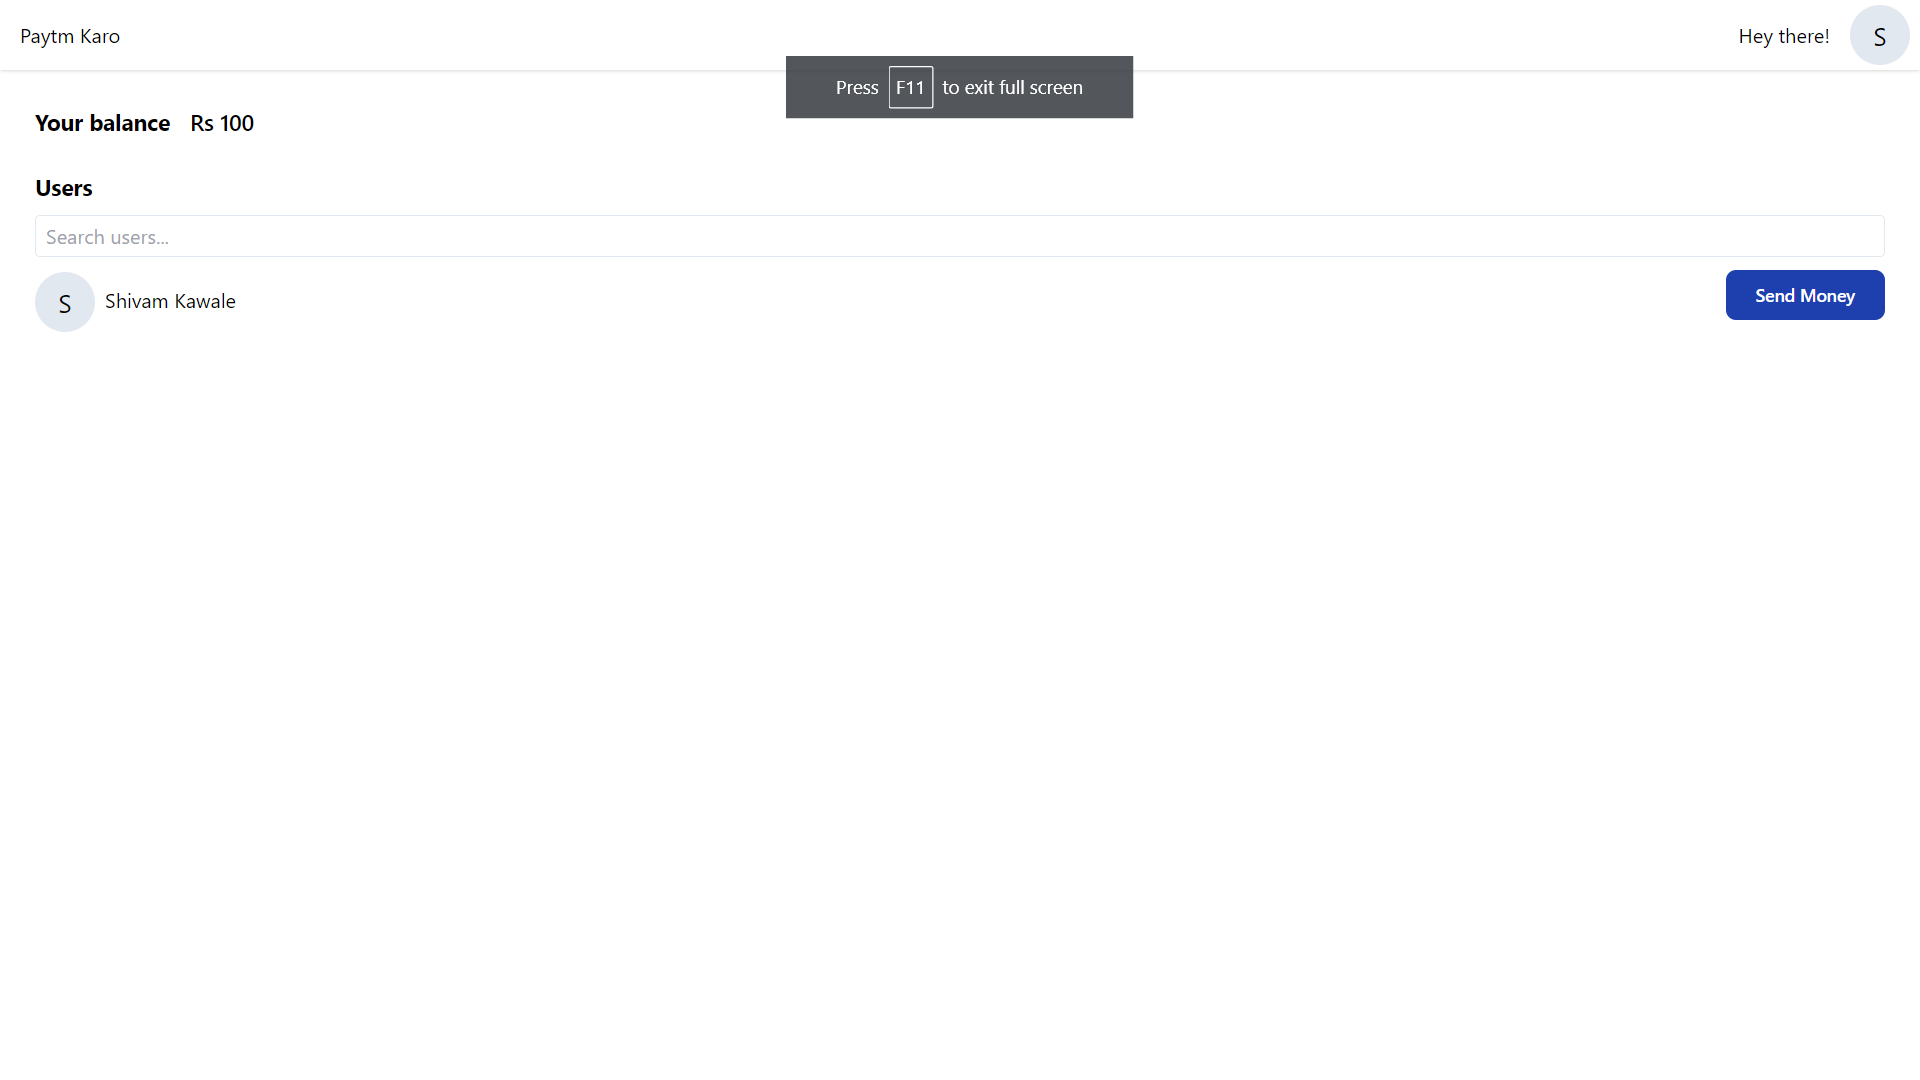 Paytm Karo
Hey there!
S
Press F11 to exit full screen
Your balance Rs 100
Users
Search users...
S
Shivam Kawale
Send Money